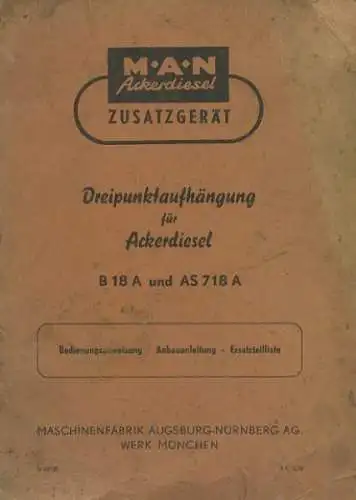 M·A·N
Ackerdiesel
ZUSATZGERÄT
Dreipunktaufhängung
für
Ackerdiesel
B 18 A und AS 718 A
Bedienungsanweisung - Anbauanleitung - Ersatzteilliste
MASCHINENFABRIK AUGSBURG-NÜRNBERG AG.
WERK MÜNCHEN